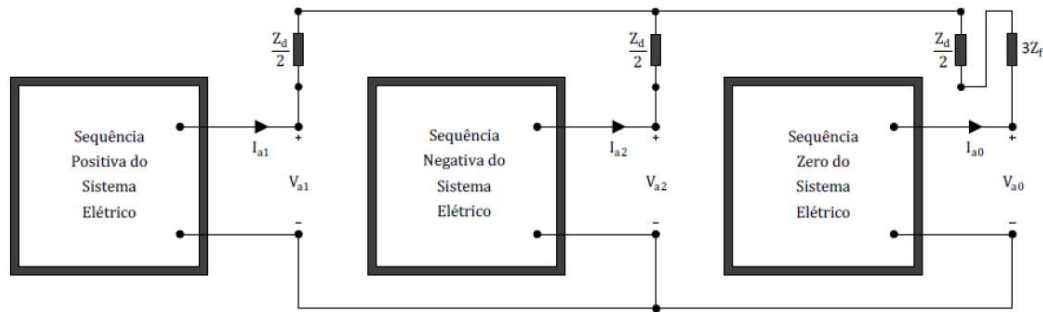 Z_d
2
Z_d
2
Z_d
2
3Z_f
Sequência
Positiva do
Sistema
Elétrico
I_a1
+
V_a1
−
Sequência
Negativa do
Sistema
Elétrico
I_a2
+
V_a2
−
Sequência
Zero do
Sistema
Elétrico
I_a0
+
V_a0
−